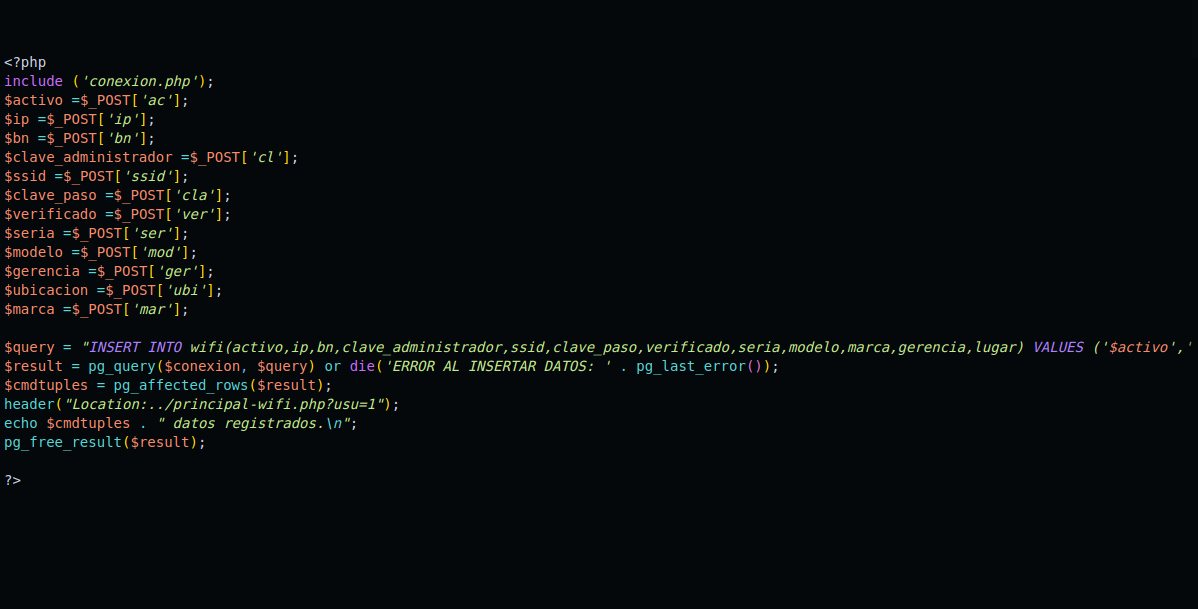 <?php
include ('conexion.php');
$activo =$_POST['ac'];
$ip =$_POST['ip'];
$bn =$_POST['bn'];
$clave_administrador =$_POST['cl'];
$ssid =$_POST['ssid'];
$clave_paso =$_POST['cla'];
$verificado =$_POST['ver'];
$seria =$_POST['ser'];
$modelo =$_POST['mod'];
$gerencia =$_POST['ger'];
$ubicacion =$_POST['ubi'];
$marca =$_POST['mar'];
$query = "INSERT INTO wifi(activo,ip,bn,clave_administrador,ssid,clave_paso,verificado,seria,modelo,marca,gerencia,lugar) VALUES ('$activo','
$result = pg_query($conexion, $query) or die('ERROR AL INSERTAR DATOS: ' . pg_last_error());
$cmdtuples = pg_affected_rows($result);
header("Location:../principal-wifi.php?usu=1");
echo $cmdtuples . " datos registrados.\n";
pg_free_result($result);
?>